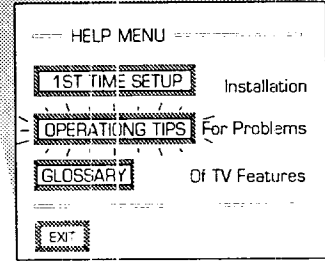 HELP MENU
1ST TIME SETUP Installation
OPERATIONG TIPS For Problems
GLOSSARY Of TV Features
EXIT